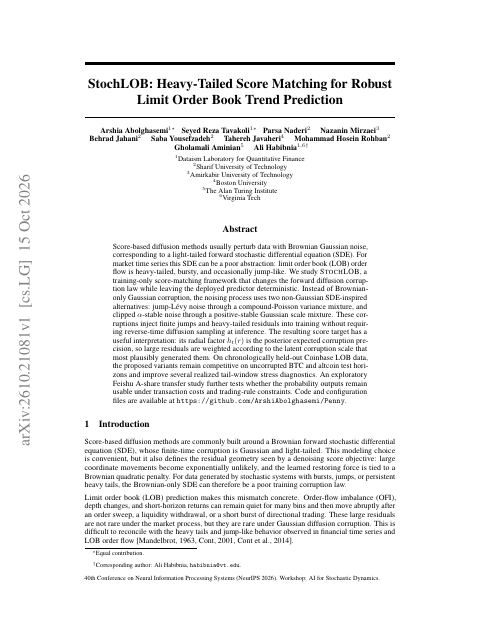 StochLOB: Heavy-Tailed Score Matching for Robust
Limit Order Book Trend Prediction
Arshia Abolghasemi1* Seyed Reza Tavakoli1* Parsa Naderi2 Nazanin Mirzaei3
Behrad Jahani2 Saba Yousefzadeh2 Tahereh Javaheri4 Mohammad Hosein Rohban2
Gholamali Aminian5 Ali Habibnia1,6†
1Dataism Laboratory for Quantitative Finance
2Sharif University of Technology
3Amirkabir University of Technology
4Boston University
5The Alan Turing Institute
6Virginia Tech
Abstract
Score-based diffusion methods usually perturb data with Brownian Gaussian noise,
corresponding to a light-tailed forward stochastic differential equation (SDE). For
market time series this SDE can be a poor abstraction: limit order book (LOB) order
flow is heavy-tailed, bursty, and occasionally jump-like. We study STOCHLOB, a
training-only score-matching framework that changes the forward diffusion corrup-
tion law while leaving the deployed predictor deterministic. Instead of Brownian-
only Gaussian corruption, the noising process uses two non-Gaussian SDE-inspired
alternatives: jump-Lévy noise through a compound-Poisson variance mixture, and
clipped α-stable noise through a positive-stable Gaussian scale mixture. These cor-
ruptions inject finite jumps and heavy-tailed residuals into training without requir-
ing reverse-time diffusion sampling at inference. The resulting score target has a
useful interpretation: its radial factor ht(r) is the posterior expected corruption pre-
cision, so large residuals are weighted according to the latent corruption scale that
most plausibly generated them. On chronologically held-out Coinbase LOB data,
the proposed variants remain competitive on uncorrupted BTC and altcoin test hori-
zons and improve several realized tail-window stress diagnostics. An exploratory
Feishu A-share transfer study further tests whether the probability outputs remain
usable under transaction costs and trading-rule constraints. Code and configuration
files are available at https://github.com/ArshiAbolghasemi/Penny.
1 Introduction
Score-based diffusion methods are commonly built around a Brownian forward stochastic differential
equation (SDE), whose finite-time corruption is Gaussian and light-tailed. This modeling choice
is convenient, but it also defines the residual geometry seen by a denoising score objective: large
coordinate movements become exponentially unlikely, and the learned restoring force is tied to a
Brownian quadratic penalty. For data generated by stochastic systems with bursts, jumps, or persistent
heavy tails, the Brownian-only SDE can therefore be a poor training corruption law.
Limit order book (LOB) prediction makes this mismatch concrete. Order-flow imbalance (OFI),
depth changes, and short-horizon returns can remain quiet for many bins and then move abruptly after
an order sweep, a liquidity withdrawal, or a short burst of directional trading. These large residuals
are not rare under the market process, but they are rare under Gaussian diffusion corruption. This is
difficult to reconcile with the heavy tails and jump-like behavior observed in financial time series and
LOB order flow [Mandelbrot, 1963, Cont, 2001, Cont et al., 2014].
*Equal contribution.
†Corresponding author: Ali Habibnia, habibnia@vt.edu.
40th Conference on Neural Information Processing Systems (NeurIPS 2026). Workshop: AI for Stochastic Dynamics.
arXiv:2610.21081v1 [cs.LG] 15 Oct 2026